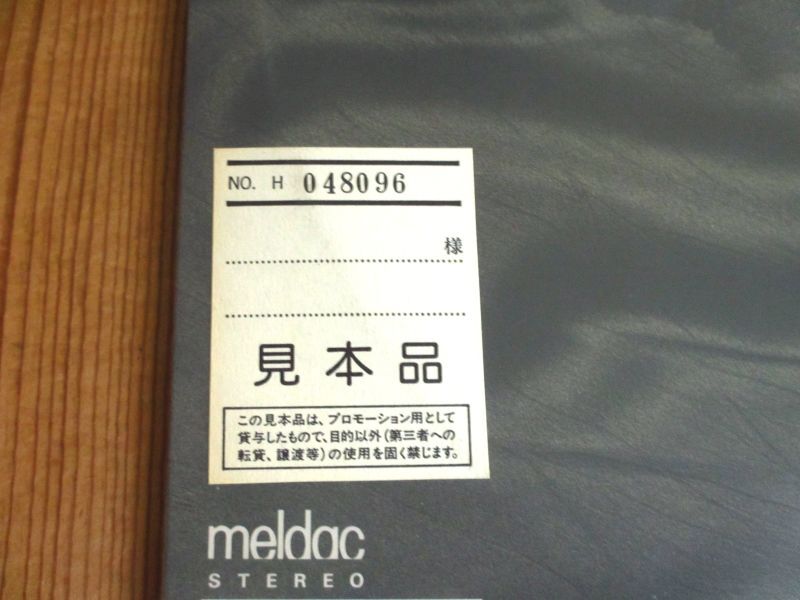 NO. H 048096
様
見本品
この見本品は、プロモーション用として
貸与したもので、目的以外(第三者への
転貸、譲渡等)の使用を固く禁じます。
meldac
STEREO